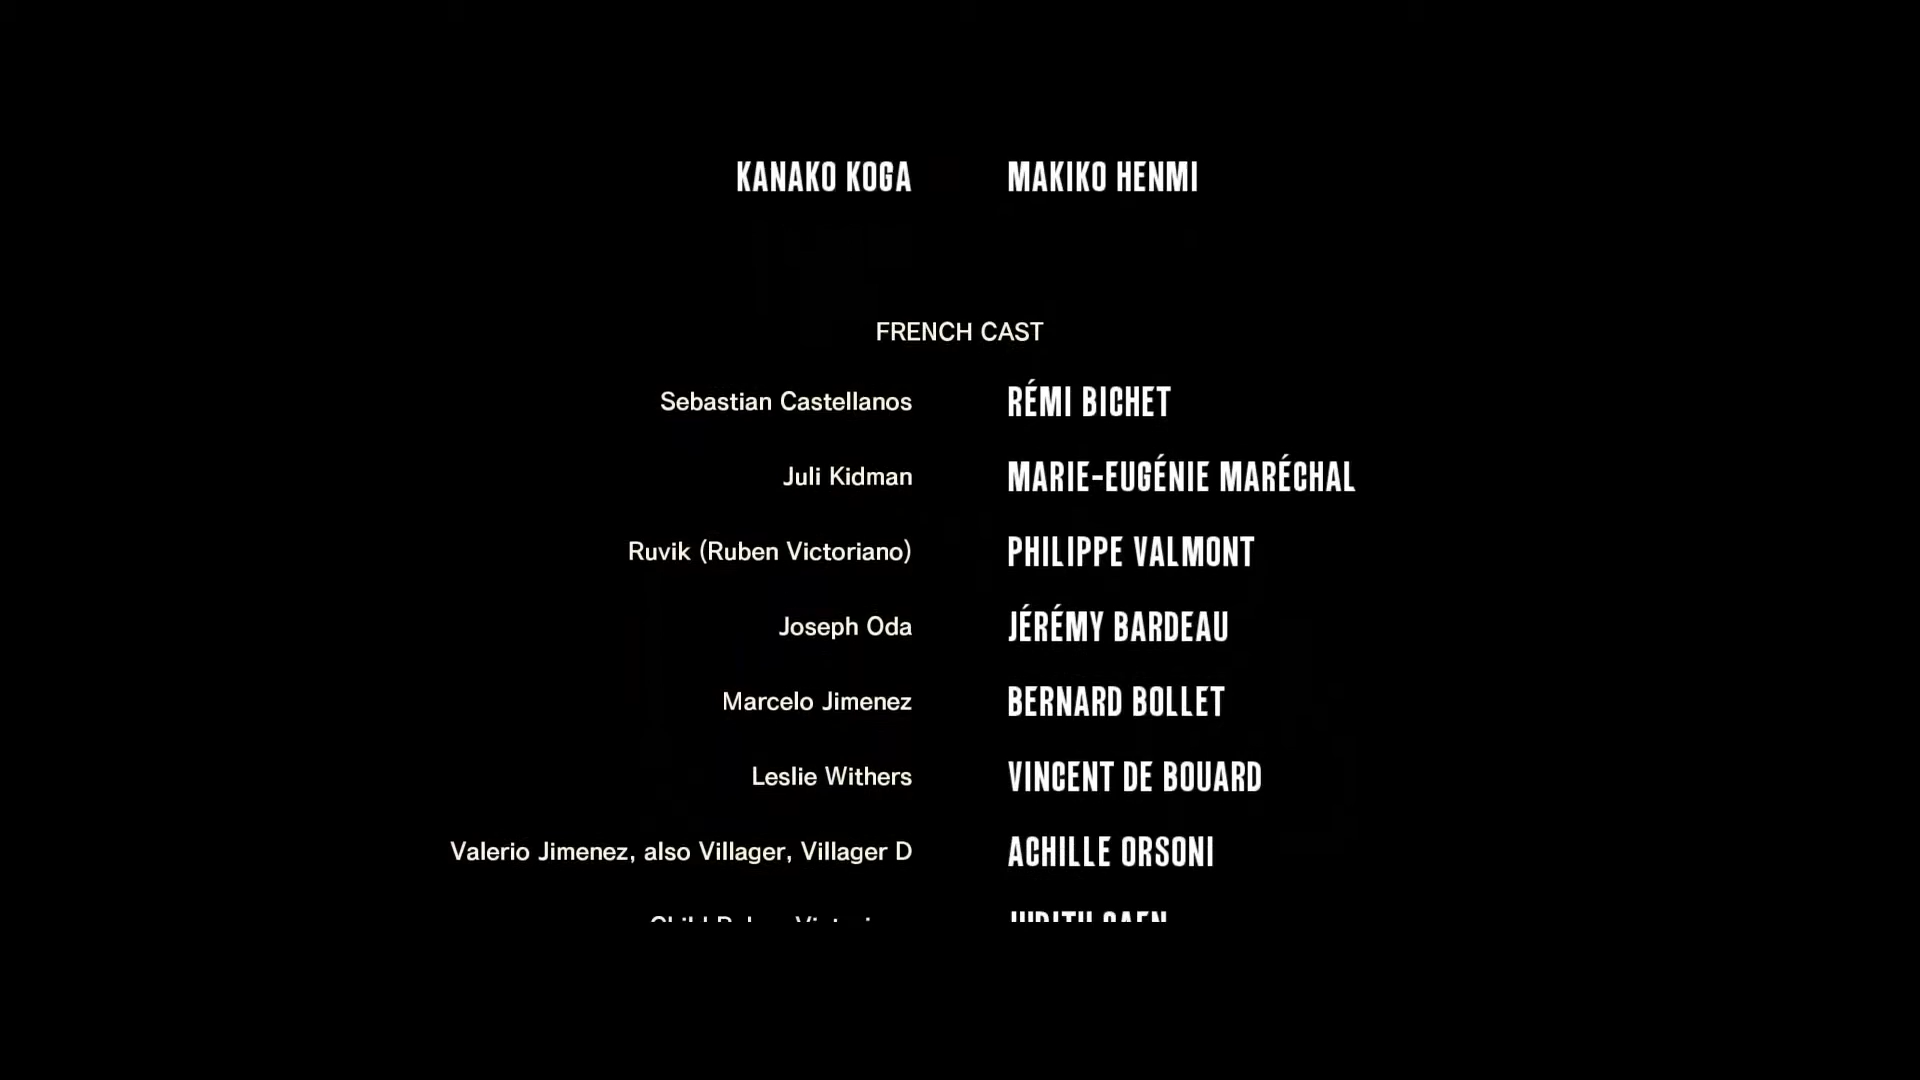 KANAKO KOGA MAKIKO HENMI
FRENCH CAST
Sebastian Castellanos RÉMI BICHET
Juli Kidman MARIE-EUGÉNIE MARÉCHAL
Ruvik (Ruben Victoriano) PHILIPPE VALMONT
Joseph Oda JÉRÉMY BARDEAU
Marcelo Jimenez BERNARD BOLLET
Leslie Withers VINCENT DE BOUARD
Valerio Jimenez, also Villager, Villager D ACHILLE ORSONI